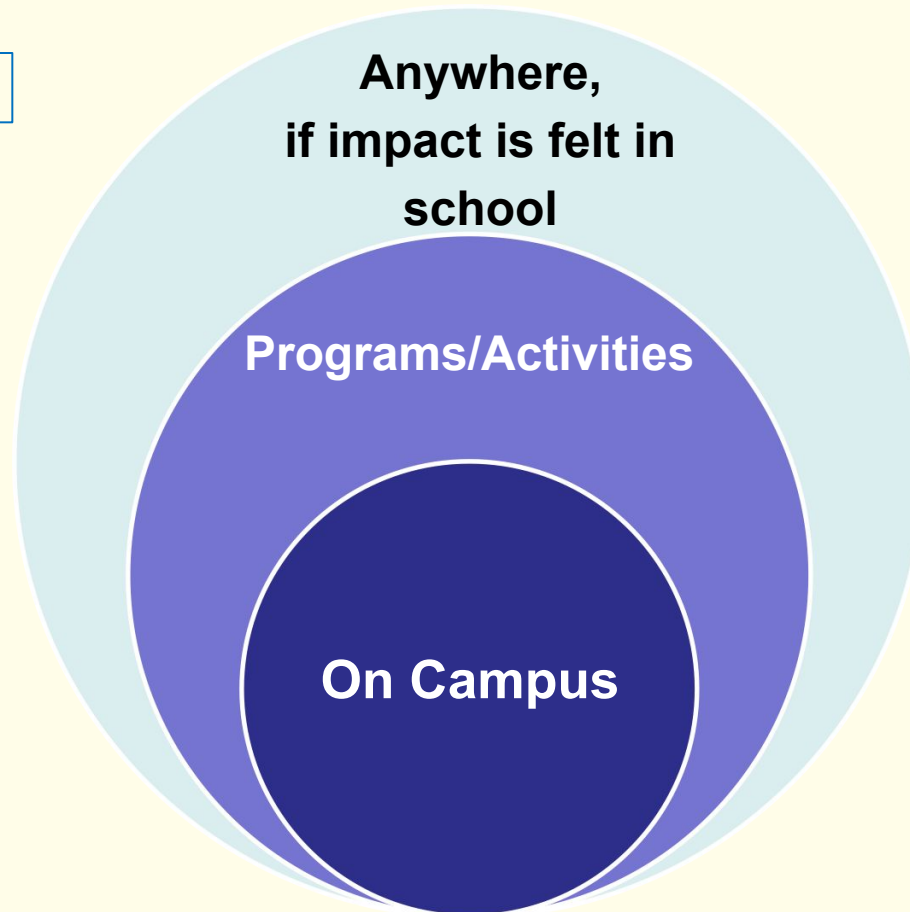 Anywhere,
if impact is felt in
school
Programs/Activities
On Campus